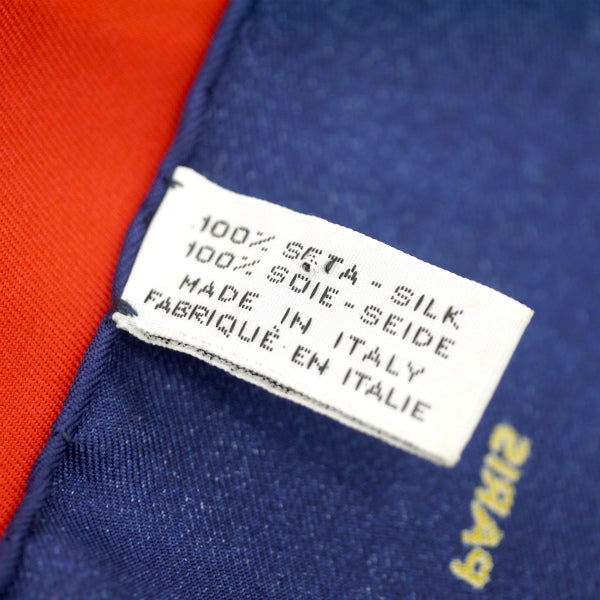 100% SETA - SILK
100% SOIE-SEIDE
MADE IN ITALY
FABRIQUÉ EN ITALIE
PARIS